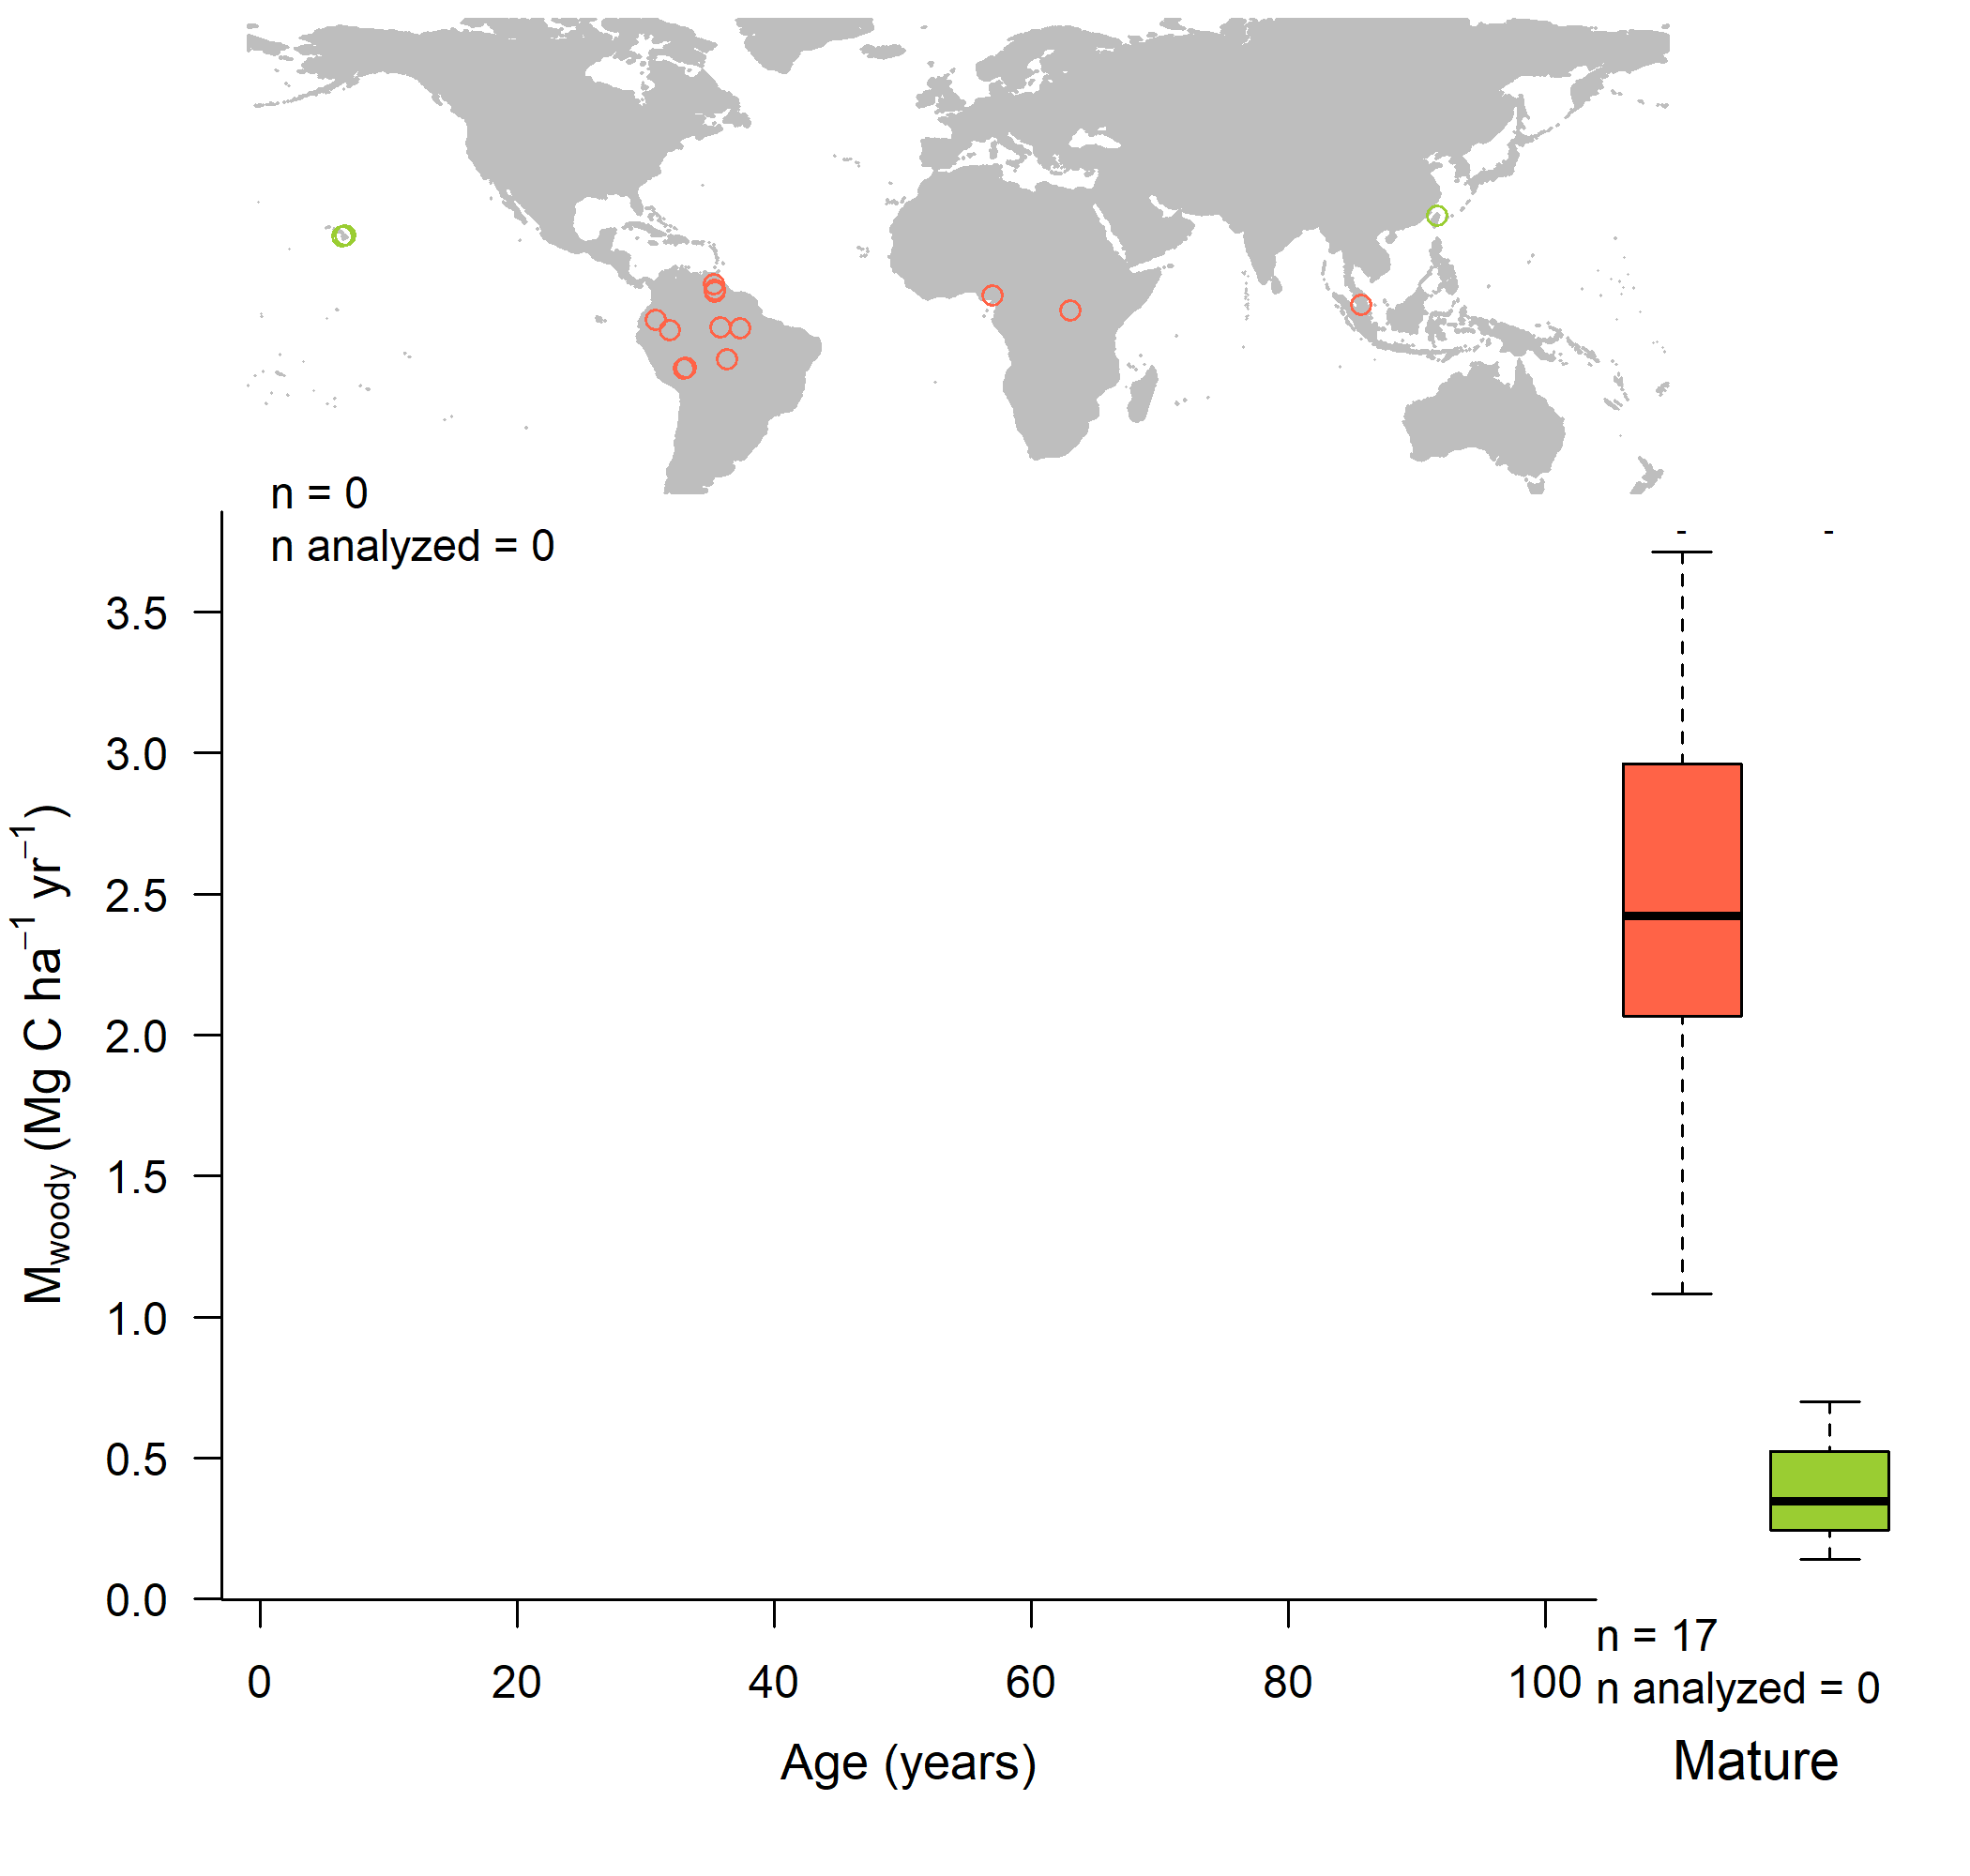 n = 0
n analyzed = 0
- -
3.5
3.0
2.5
2.0
1.5
1.0
0.5
0.0
M_woody (Mg C ha⁻¹ yr⁻¹)
0 20 40 60 80 100
Age (years)
n = 17
n analyzed = 0
Mature